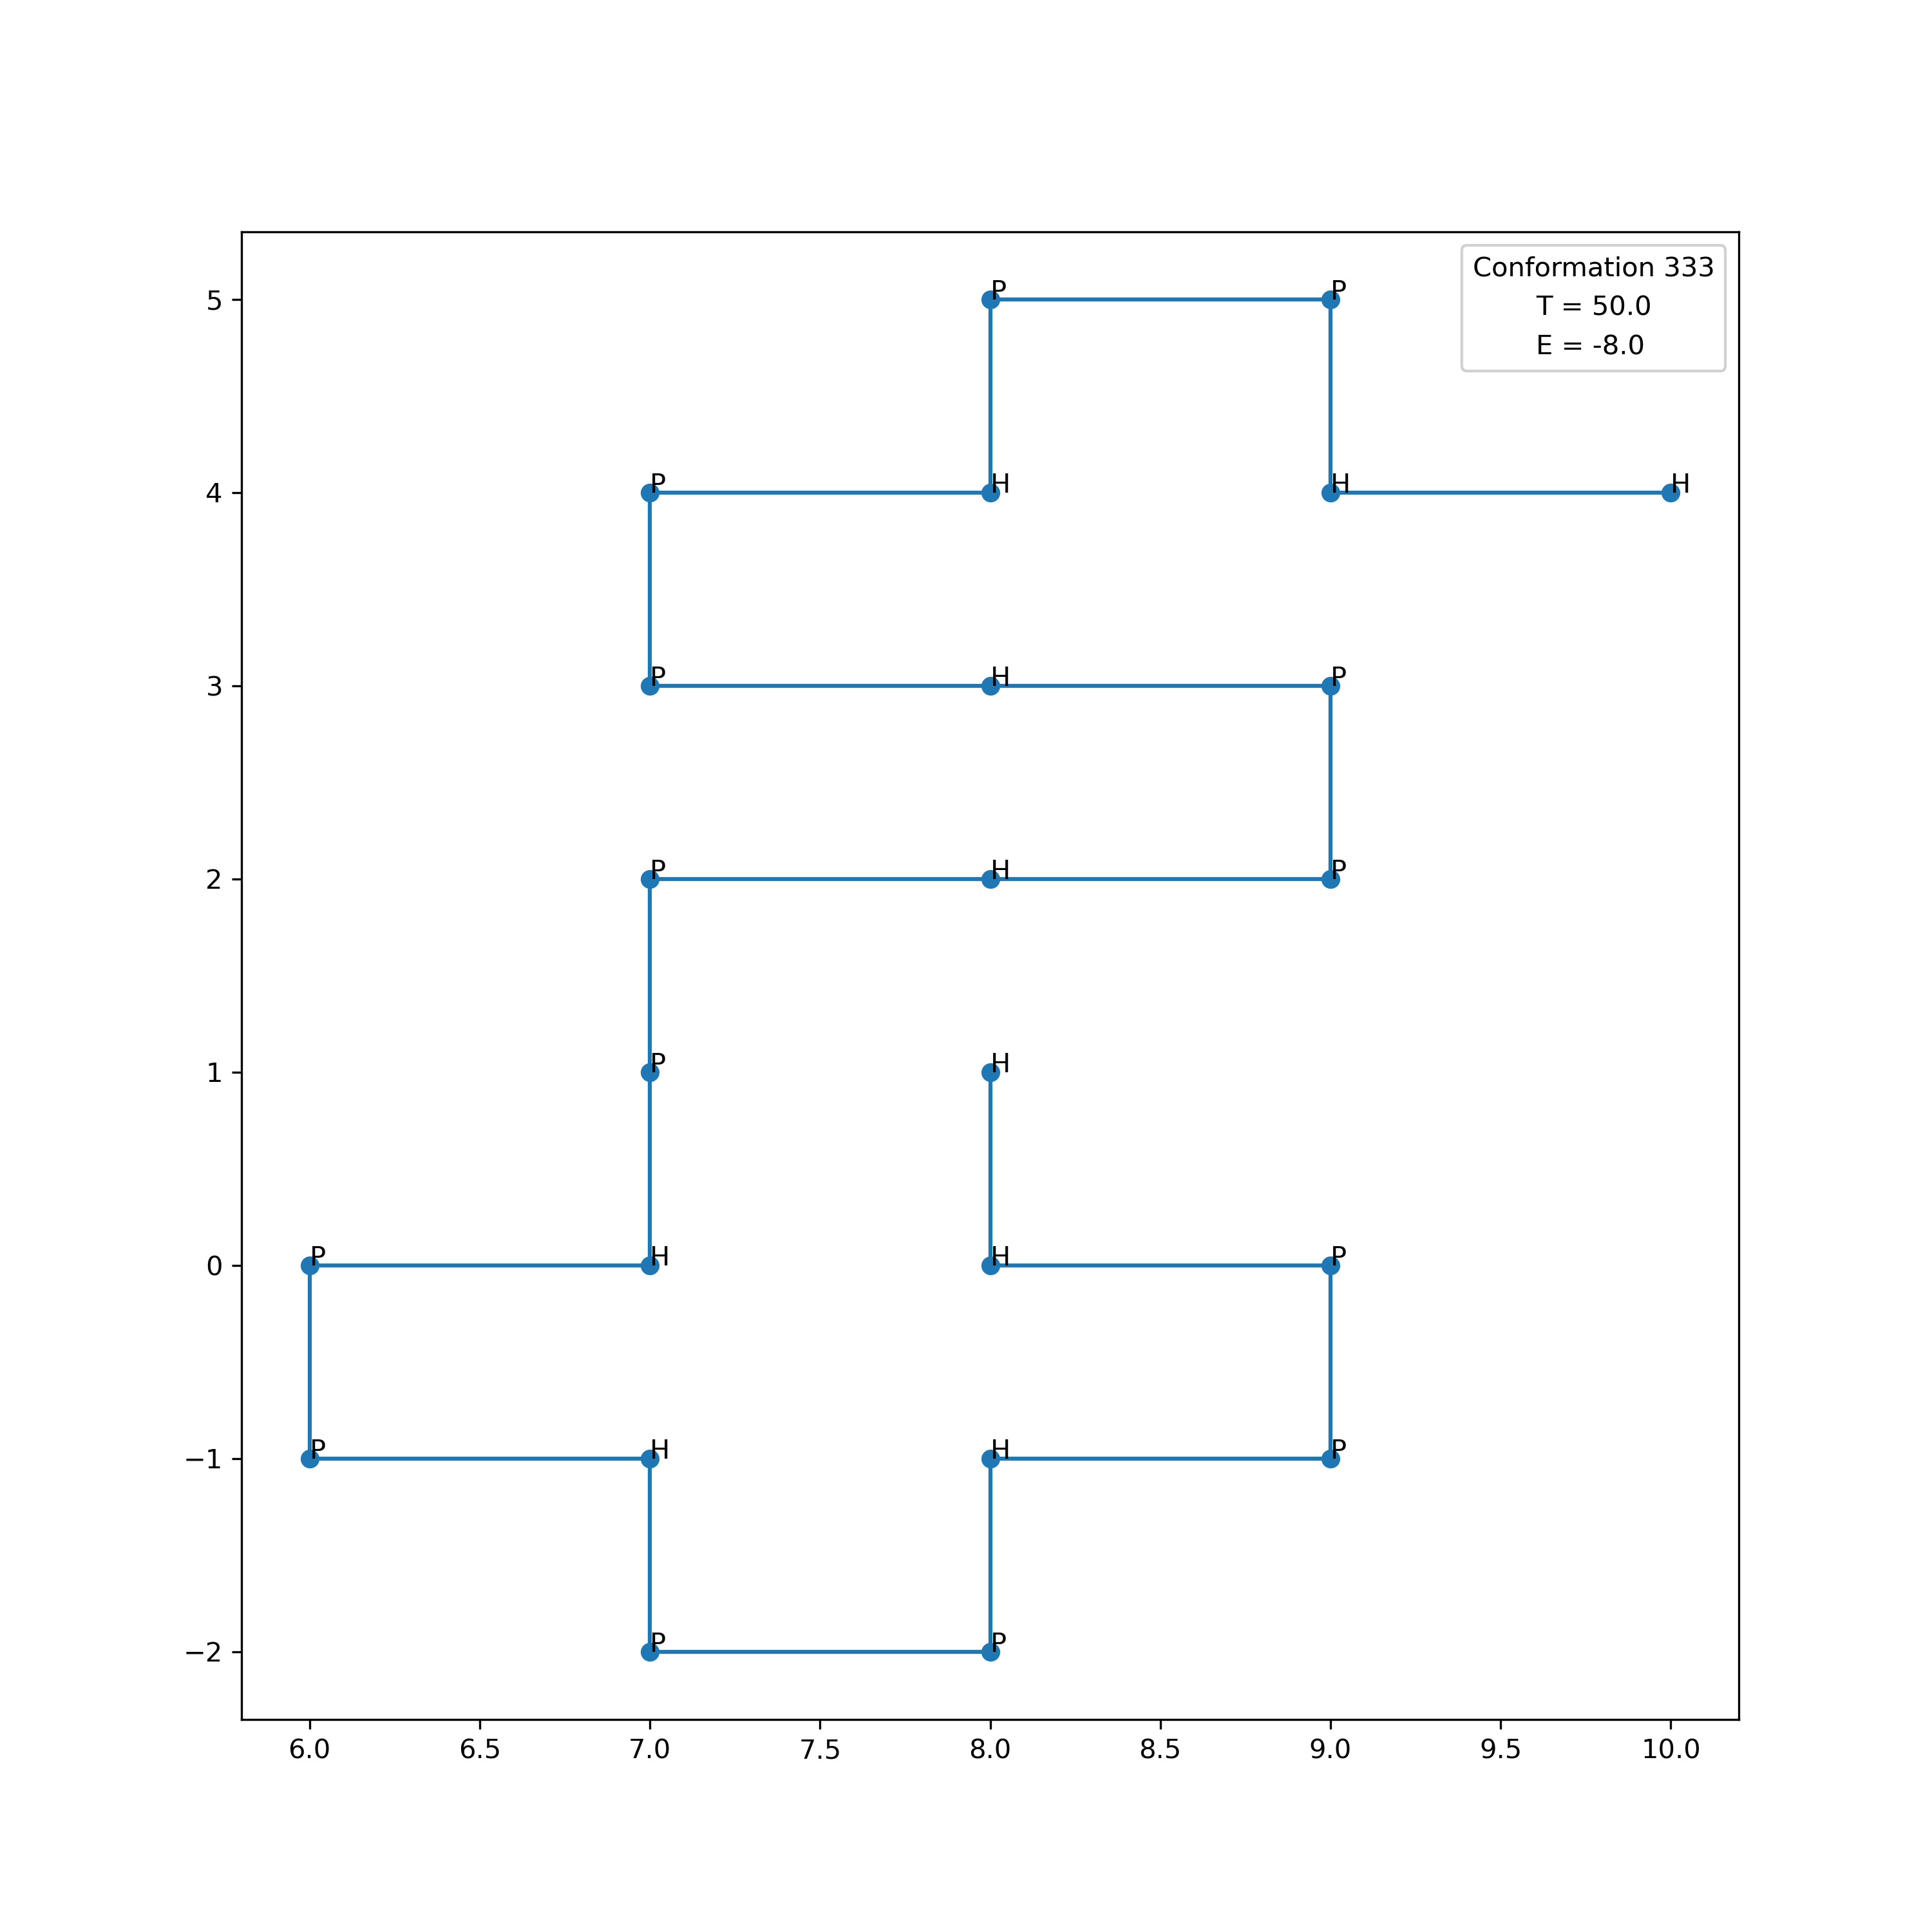 Conformation 333
T = 50.0
E = -8.0
5
P P
4
P H H H
3
P H P
2
P H P
1
P H
0
P H H P
−1
P H H P
−2
P P
6.0 6.5 7.0 7.5 8.0 8.5 9.0 9.5 10.0